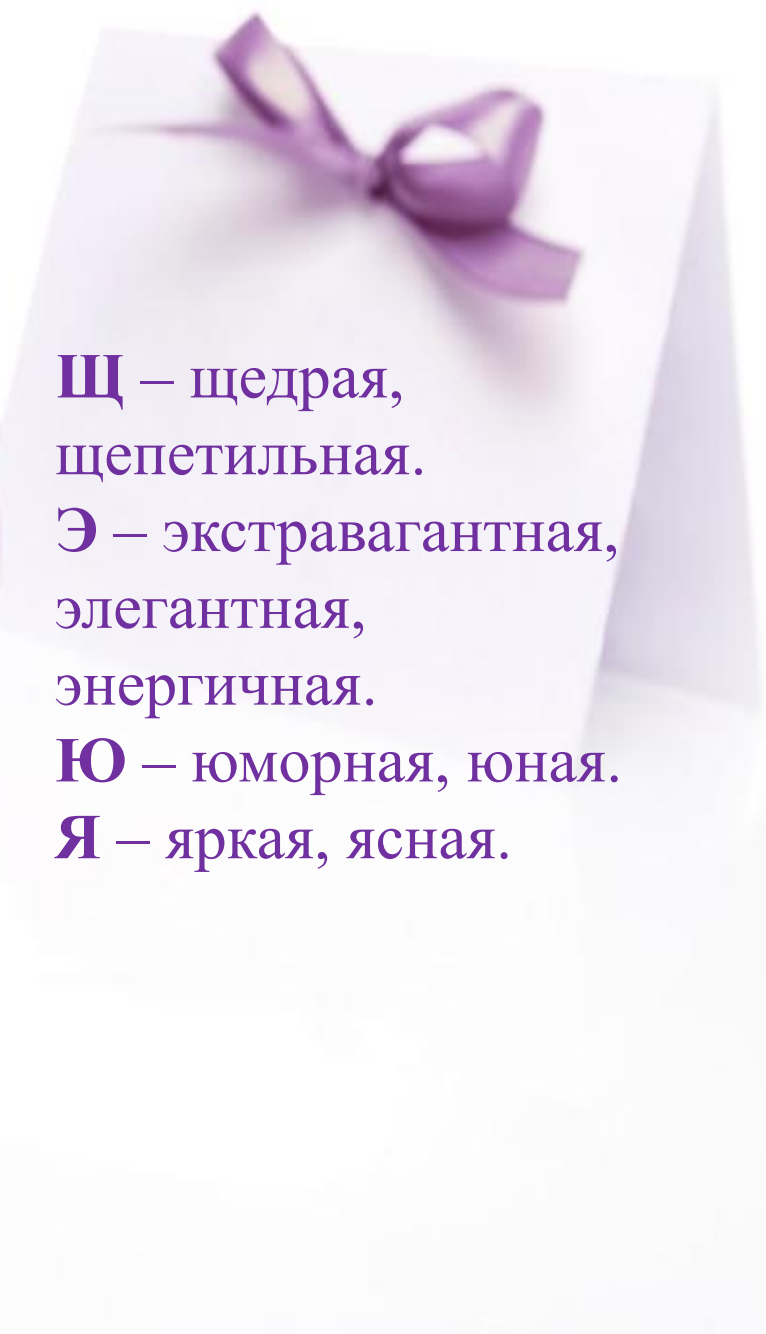 Щ – щедрая,
щепетильная.
Э – экстравагантная,
элегантная,
энергичная.
Ю – юморная, юная.
Я – яркая, ясная.